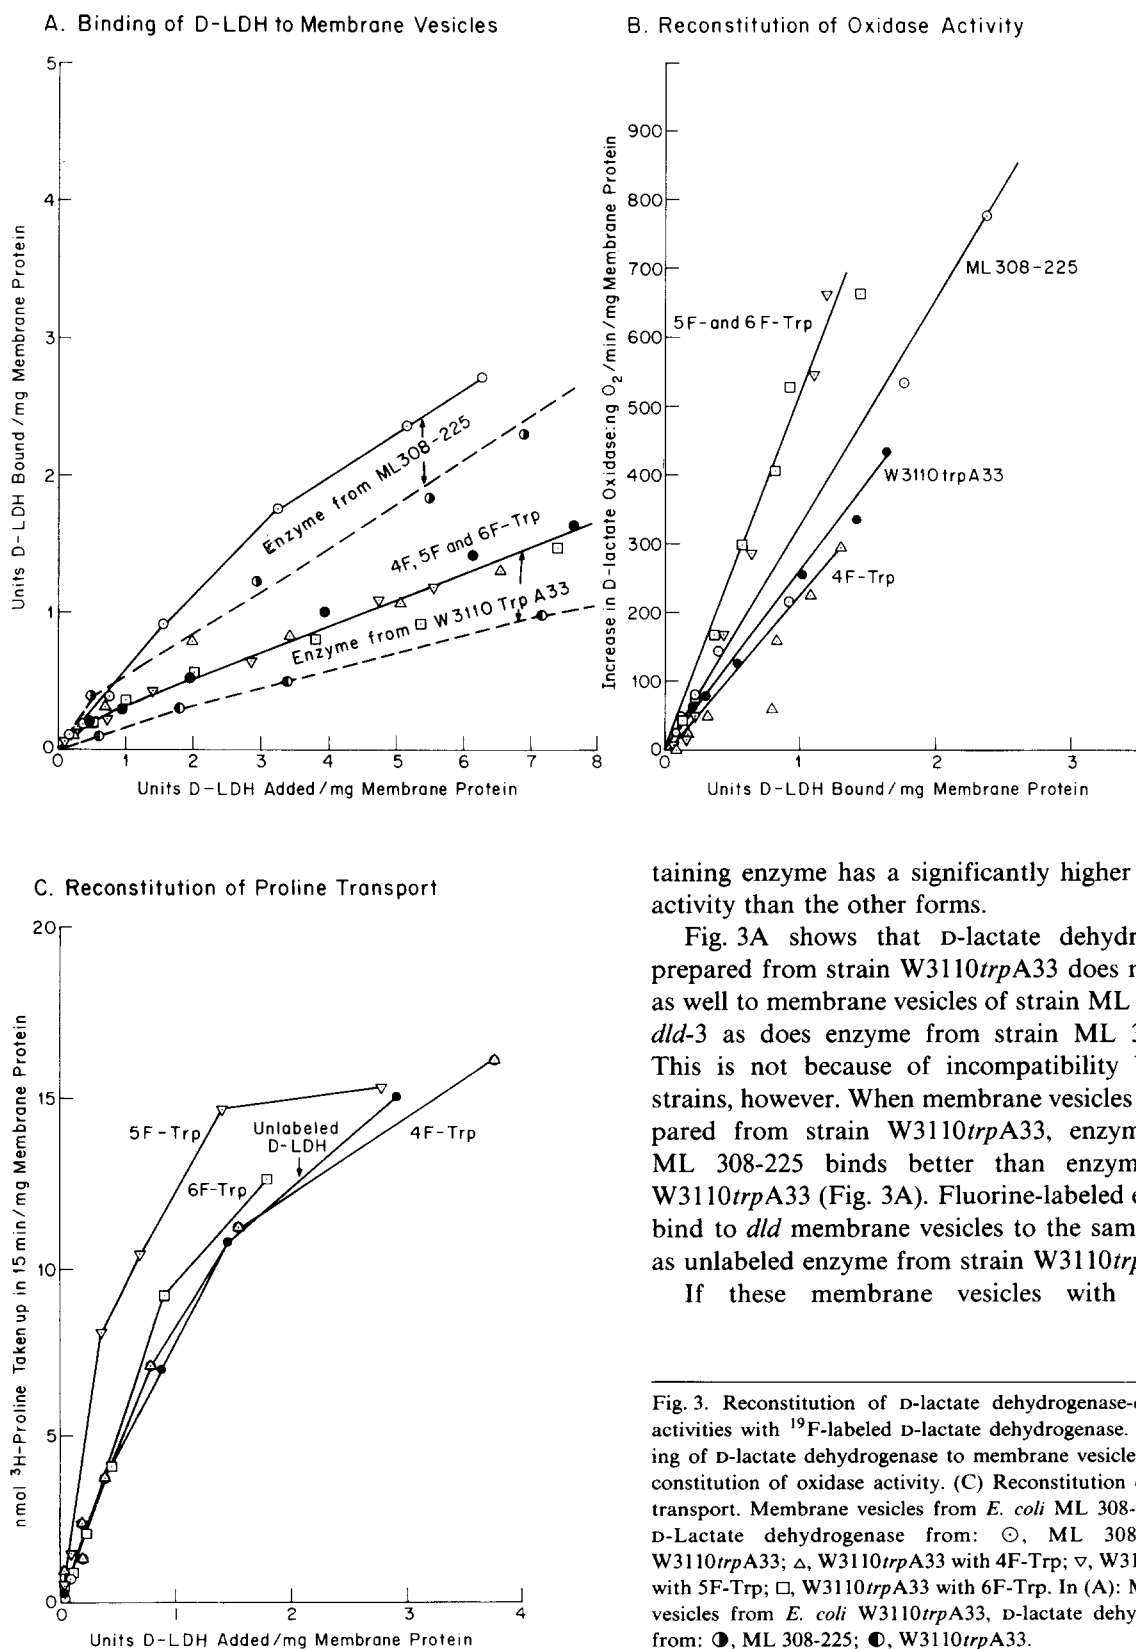 A. Binding of D-LDH to Membrane Vesicles
Units D-LDH Bound/mg Membrane Protein
5
4
3
2
1
0
Enzyme from ML308-225
4F, 5F and 6F-Trp
Enzyme from W3110 Trp A33
0 1 2 3 4 5 6 7 8
Units D-LDH Added/mg Membrane Protein
B. Reconstitution of Oxidase Activity
Increase in D-lactate Oxidase: ng O2/min/mg Membrane Protein
900
800
700
600
500
400
300
200
100
0
5F-and 6F-Trp
ML308-225
W3110trpA33
4F-Trp
0 1 2 3
Units D-LDH Bound/mg Membrane Protein
C. Reconstitution of Proline Transport
nmol ³H-Proline Taken up in 15 min/mg Membrane Protein
20
15
10
5
0
5F-Trp
Unlabeled
D-LDH
4F-Trp
6F-Trp
0 1 2 3 4
Units D-LDH Added/mg Membrane Protein
taining enzyme has a significantly higher
activity than the other forms.
Fig. 3A shows that D-lactate dehydr
prepared from strain W3110trpA33 does
as well to membrane vesicles of strain ML
dld-3 as does enzyme from strain ML
This is not because of incompatibility
strains, however. When membrane vesicles
pared from strain W3110trpA33, enzym
ML 308-225 binds better than enzym
W3110trpA33 (Fig. 3A). Fluorine-labeled
bind to dld membrane vesicles to the sam
as unlabeled enzyme from strain W3110trp
If these membrane vesicles with
Fig. 3. Reconstitution of D-lactate dehydrogenase-
activities with ¹⁹F-labeled D-lactate dehydrogenase.
ing of D-lactate dehydrogenase to membrane vesicle
constitution of oxidase activity. (C) Reconstitution
transport. Membrane vesicles from E. coli ML 308-
D-Lactate dehydrogenase from: ⊙, ML 308
W3110trpA33; △, W3110trpA33 with 4F-Trp; ▽, W31
with 5F-Trp; □, W3110trpA33 with 6F-Trp. In (A):
vesicles from E. coli W3110trpA33, D-lactate dehy
from: ◑, ML 308-225; ◐, W3110trpA33.